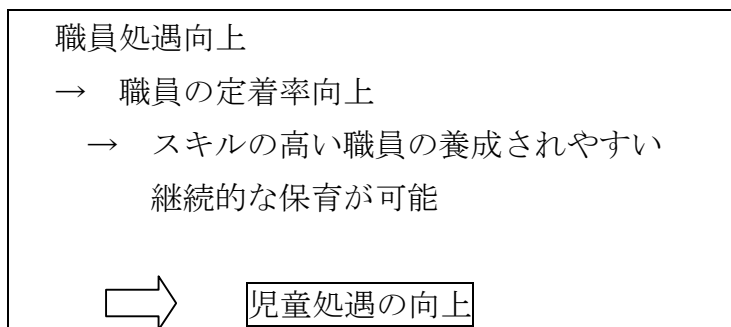 職員処遇向上
→ 職員の定着率向上
→ スキルの高い職員の養成されやすい
継続的な保育が可能
児童処遇の向上